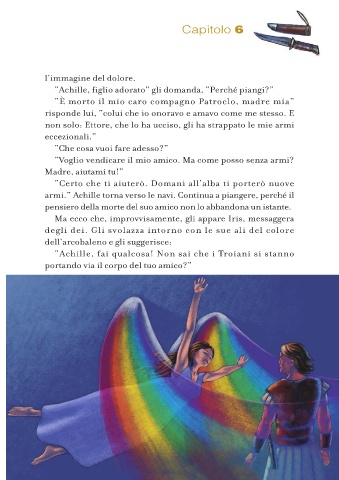 Capitolo 6
l'immagine del dolore.
"Achille, figlio adorato" gli domanda, "Perché piangi?"
"È morto il mio caro compagno Patroclo, madre mia"
risponde lui, "colui che io onoravo e amavo come me stesso. E
non solo: Ettore, che lo ha ucciso, gli ha strappato le mie armi
eccezionali."
"Che cosa vuoi fare adesso?"
"Voglio vendicare il mio amico. Ma come posso senza armi?
Madre, aiutami tu!"
"Certo che ti aiuterò. Domani all'alba ti porterò nuove
armi." Achille torna verso le navi. Continua a piangere, perché il
pensiero della morte del suo amico non lo abbandona un istante.
Ma ecco che, improvvisamente, gli appare Iris, messaggera
degli dei. Gli svolazza intorno con le sue ali del colore
dell'arcobaleno e gli suggerisce:
"Achille, fai qualcosa! Non sai che i Troiani si stanno
portando via il corpo del tuo amico?"